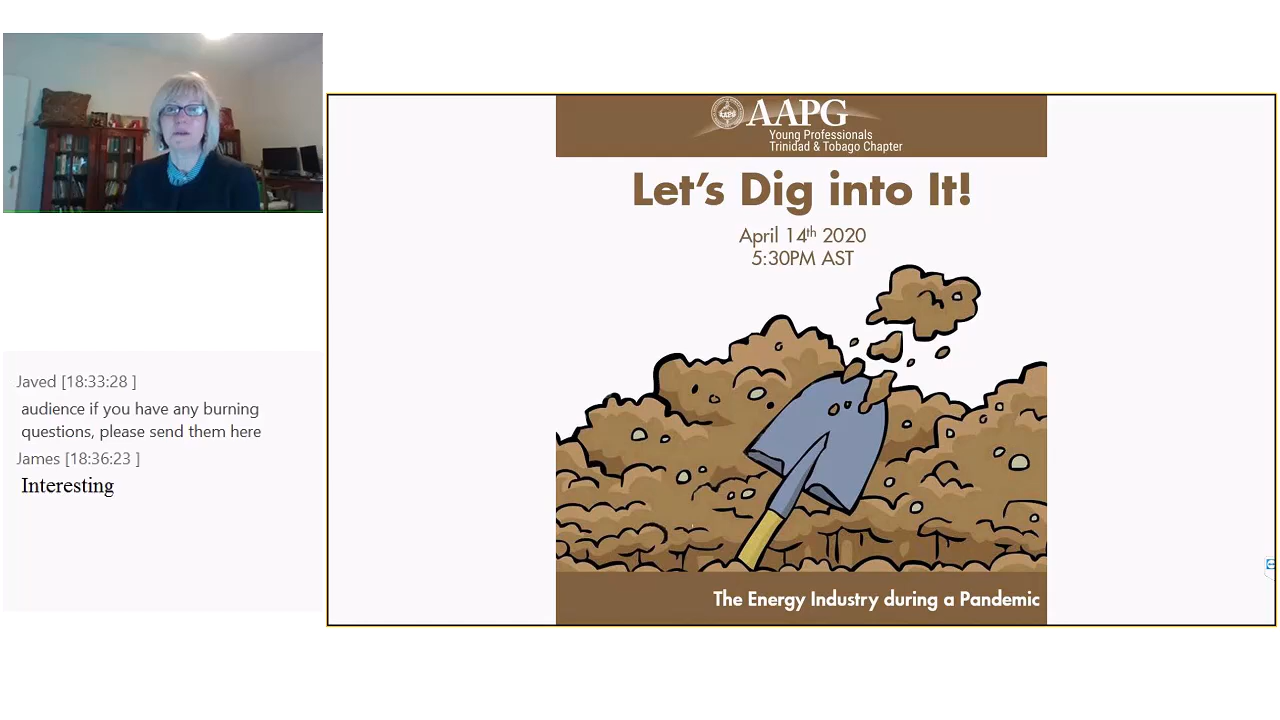 AAPG
Young Professionals
Trinidad & Tobago Chapter
Let's Dig into It!
April 14th 2020
5:30PM AST
The Energy Industry during a Pandemic
Javed [18:33:28 ]
audience if you have any burning
questions, please send them here
James [18:36:23 ]
Interesting